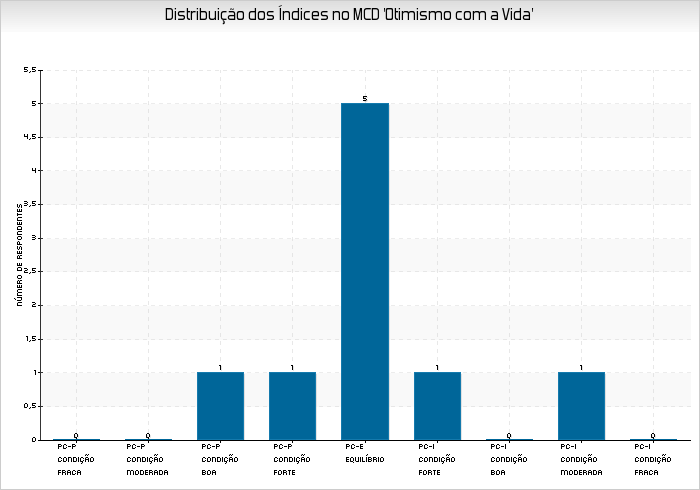 Distribuição dos Índices no MCD 'Otimismo com a Vida'
NÚMERO DE RESPONDENTES
5,5
5
4,5
4
3,5
3
2,5
2
1,5
1
0,5
0
0
0
1
1
5
1
0
1
0
PC-P
CONDIÇÃO
FRACA
PC-P
CONDIÇÃO
MODERADA
PC-P
CONDIÇÃO
BOA
PC-P
CONDIÇÃO
FORTE
PC-E
EQUILÍBRIO
PC-I
CONDIÇÃO
FORTE
PC-I
CONDIÇÃO
BOA
PC-I
CONDIÇÃO
MODERADA
PC-I
CONDIÇÃO
FRACA